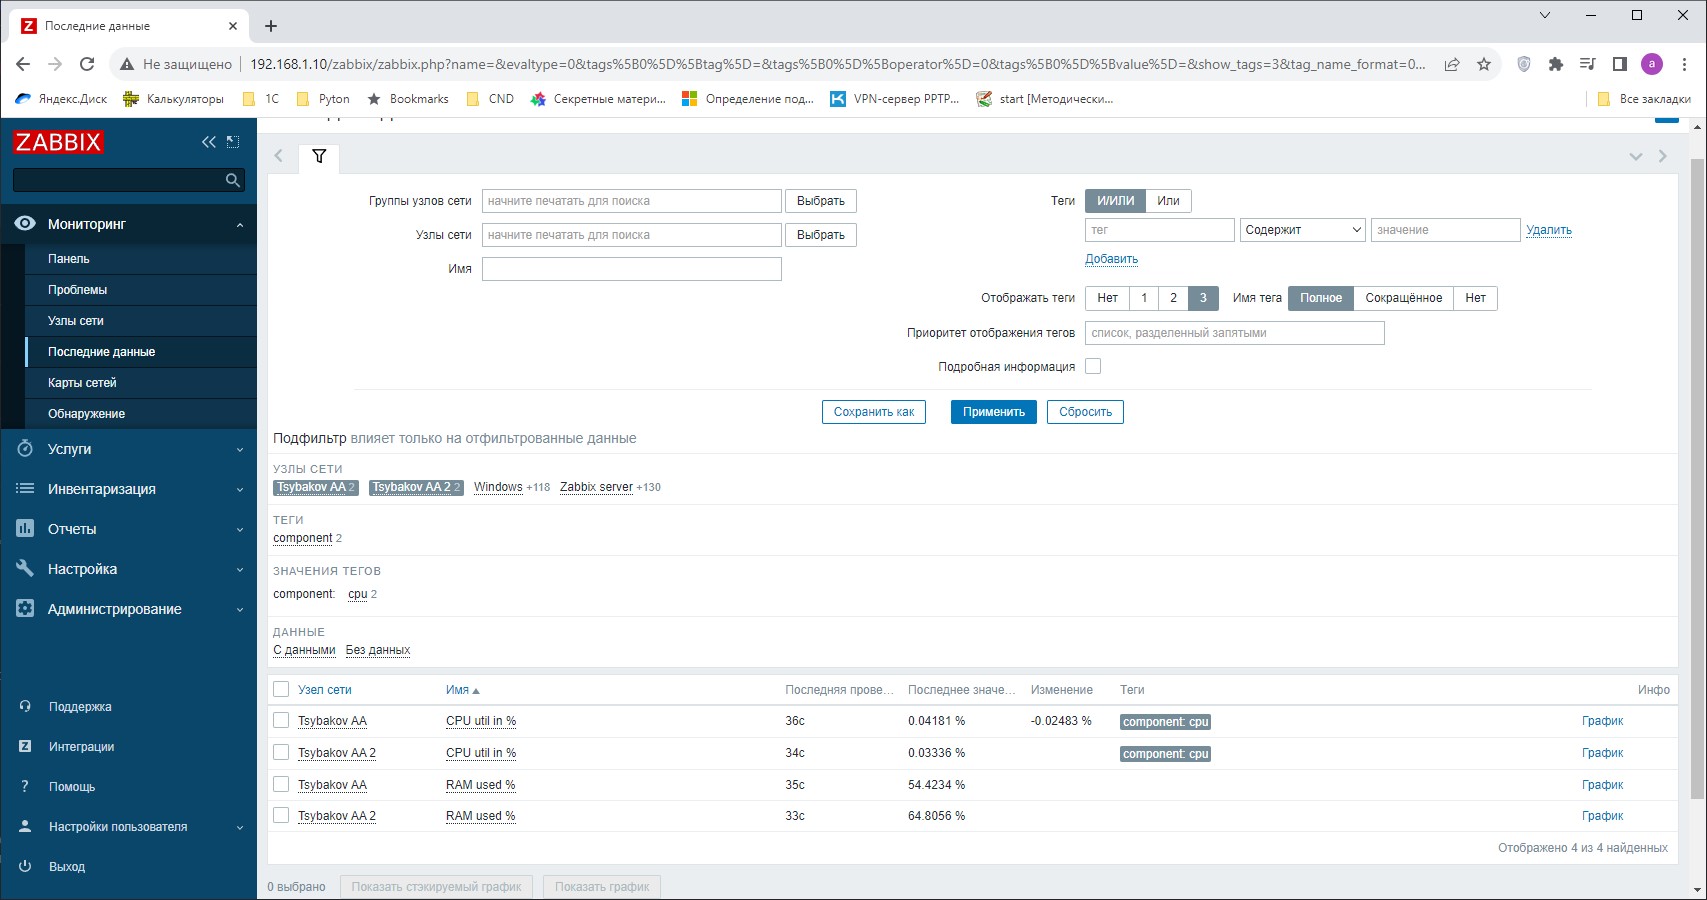 Последние данные
Не защищено
192.168.1.10/zabbix/zabbix.php?name=&evaltype=0&tags%5B0%5D%5Btag%5D=&tags%5B0%5D%5Boperator%5D=0&tags%5B0%5D%5Bvalue%5D=&show_tags=3&tag_name_format=0...
a
Яндекс.Диск
Калькуляторы
1С
Pyton
Bookmarks
CND
Секретные матери...
Определение под...
VPN-сервер PPTP...
start [Методически...
Все закладки
ZABBIX
Мониторинг
Панель
Проблемы
Узлы сети
Последние данные
Карты сетей
Обнаружение
Услуги
Инвентаризация
Отчеты
Настройка
Администрирование
Поддержка
Интеграции
Помощь
Настройки пользователя
Выход
Группы узлов сети начните печатать для поиска Выбрать
Узлы сети начните печатать для поиска Выбрать
Имя
Теги И/ИЛИ Или
тег Содержит значение Удалить
Добавить
Отображать теги Нет 1 2 3 Имя тега Полное Сокращённое Нет
Приоритет отображения тегов список, разделенный запятыми
Подробная информация
Сохранить как Применить Сбросить
Подфильтр влияет только на отфильтрованные данные
УЗЛЫ СЕТИ
Tsybakov AA 2 Tsybakov AA 2 2 Windows +118 Zabbix server +130
ТЕГИ
component 2
ЗНАЧЕНИЯ ТЕГОВ
component: cpu 2
ДАННЫЕ
С данными Без данных
Узел сети Имя Последняя прове... Последнее значе... Изменение Теги Инфо
Tsybakov AA CPU util in % 36с 0.04181 % -0.02483 % component: cpu График
Tsybakov AA 2 CPU util in % 34с 0.03336 % component: cpu График
Tsybakov AA RAM used % 35с 54.4234 % График
Tsybakov AA 2 RAM used % 33с 64.8056 % График
Отображено 4 из 4 найденных
0 выбрано Показать стэкируемый график Показать график